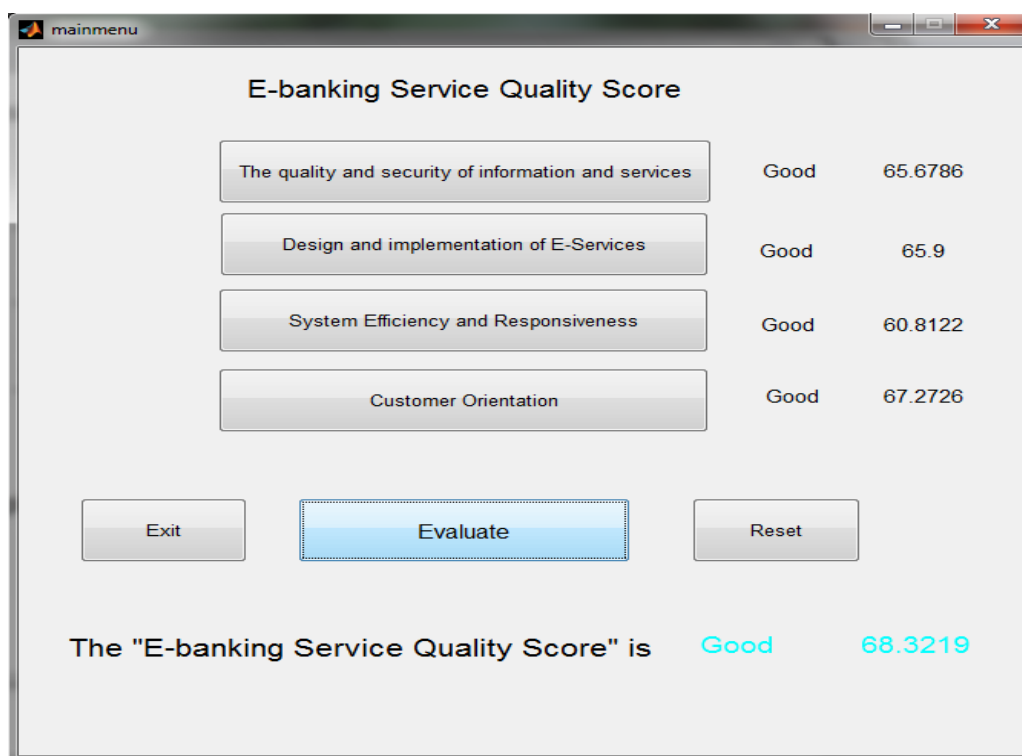 mainmenu
E-banking Service Quality Score
The quality and security of information and services Good 65.6786
Design and implementation of E-Services Good 65.9
System Efficiency and Responsiveness Good 60.8122
Customer Orientation Good 67.2726
Exit Evaluate Reset
The "E-banking Service Quality Score" is Good 68.3219